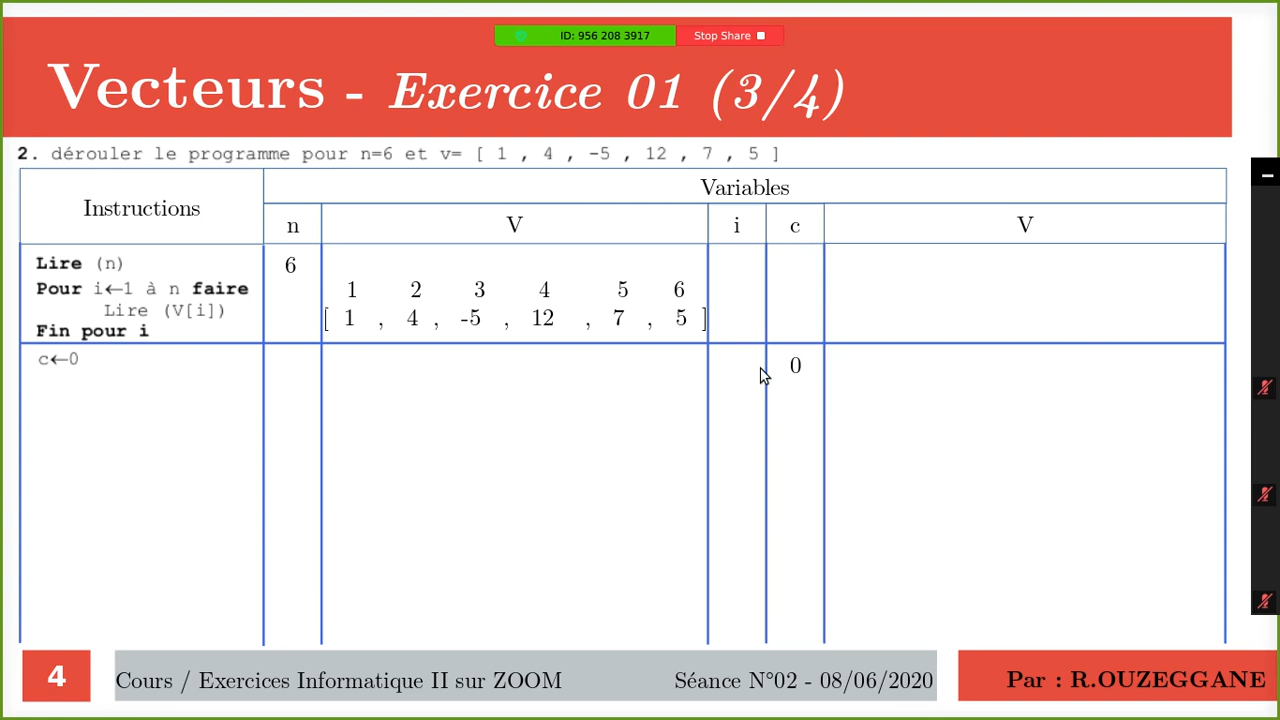 ID: 956 208 3917 Stop Share
Vecteurs - Exercice 01 (3/4)
2. dérouler le programme pour n=6 et v= [ 1 , 4 , -5 , 12 , 7 , 5 ]
Instructions
Variables
n V i c V
Lire (n) 6
Pour i←1 à n faire 1 2 3 4 5 6
Lire (V[i]) [ 1 , 4 , -5 , 12 , 7 , 5 ]
Fin pour i
c←0 0
4 Cours / Exercices Informatique II sur ZOOM Séance N°02 - 08/06/2020 Par : R.OUZEGGANE